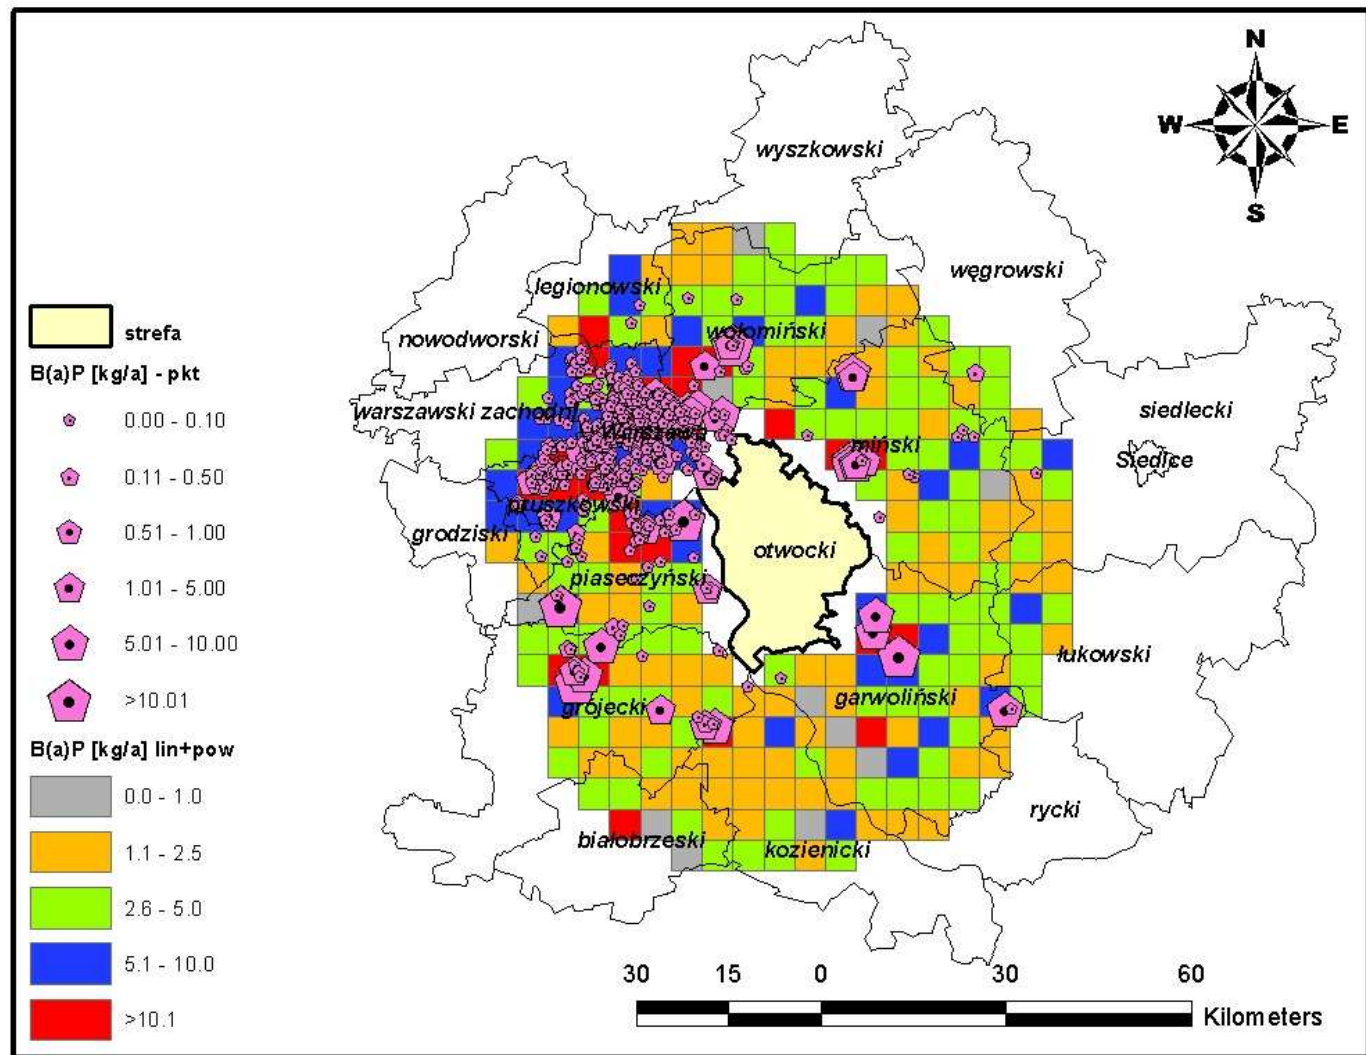 N
W E
S
wyszkowski
węgrowski
legionowski
nowodworski
wołomiński
strefa
B(a)P [kg/a] - pkt
0.00 - 0.10
0.11 - 0.50
0.51 - 1.00
1.01 - 5.00
5.01 - 10.00
>10.01
B(a)P [kg/a] lin+pow
0.0 - 1.0
1.1 - 2.5
2.6 - 5.0
5.1 - 10.0
>10.1
warszawski zachodni
siedlecki
Warszawa
miński
Siedlce
pruszkowski
grodziski
otwocki
piaseczyński
łukowski
garwoliński
grójecki
rycki
białobrzeski
kozienicki
30 15 0 30 60
Kilometers